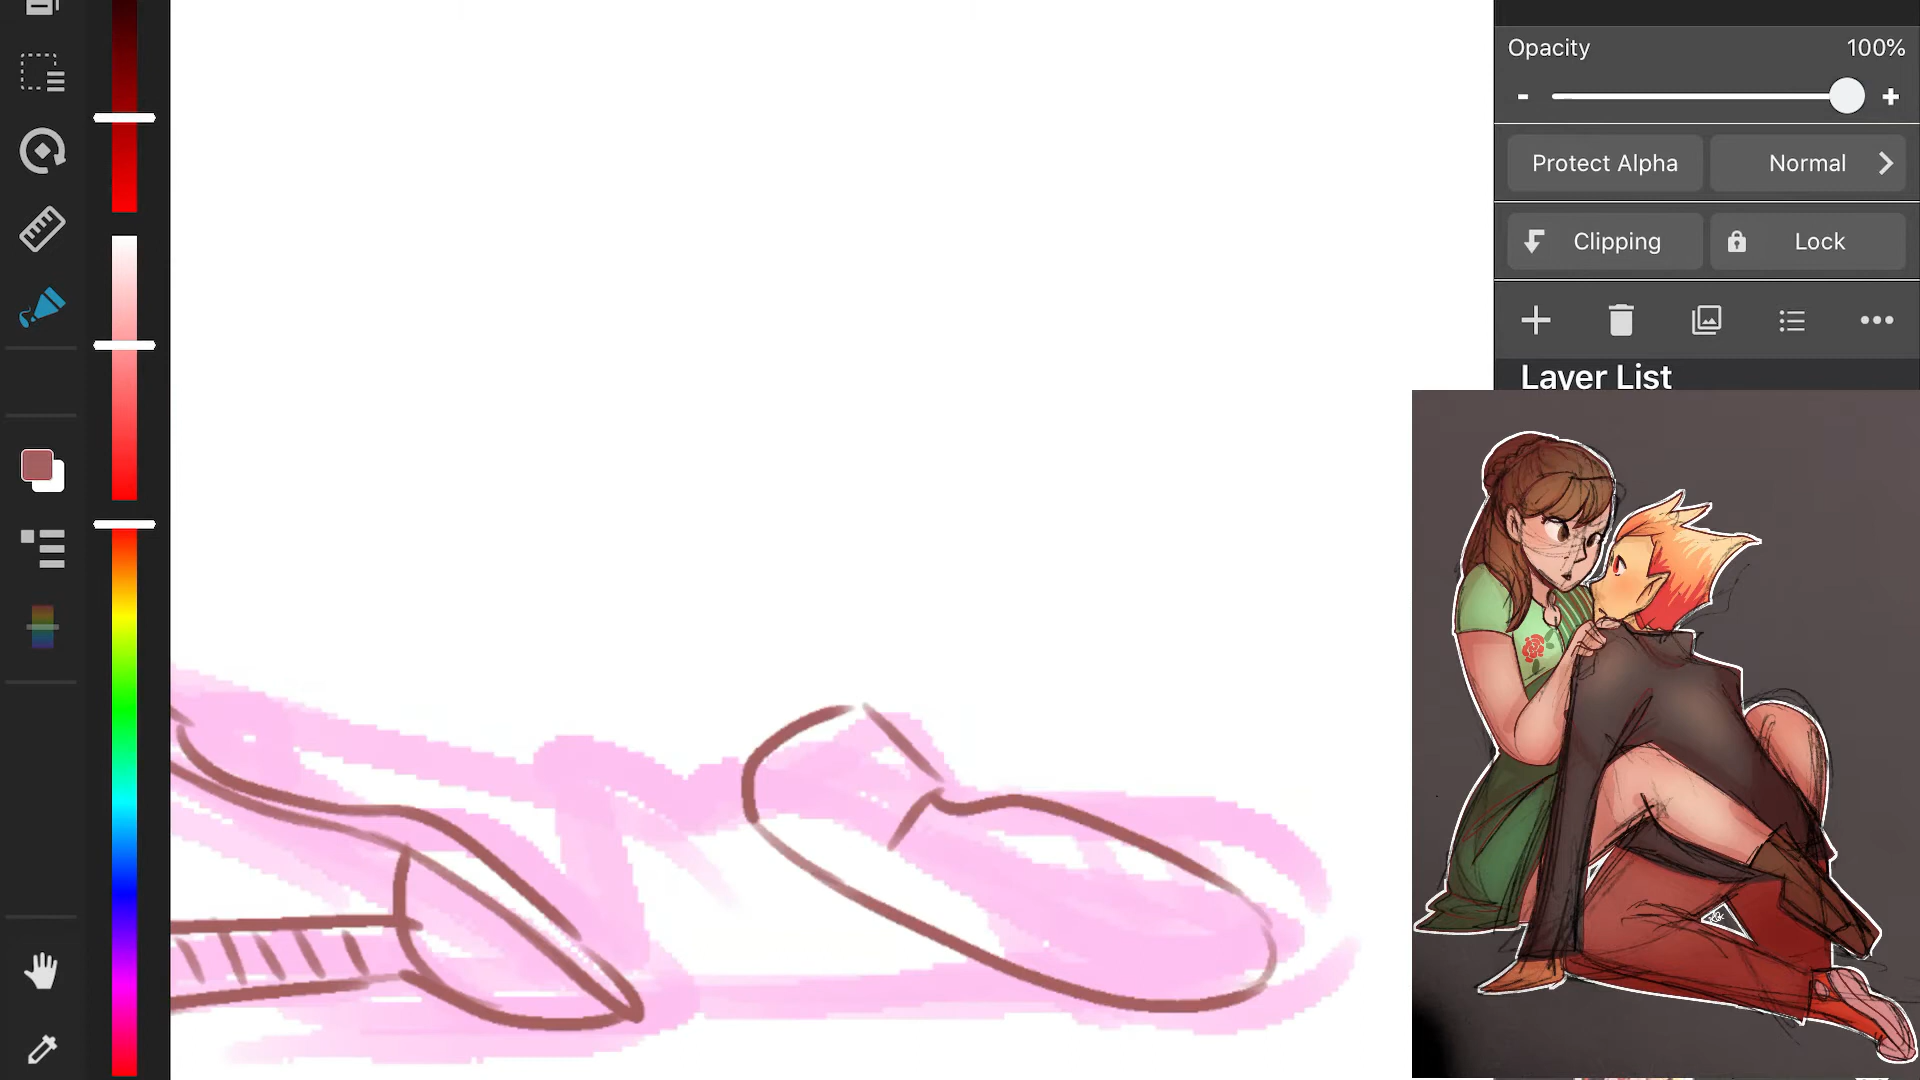 Opacity 100%
- +
Protect Alpha Normal
Clipping Lock
Layer List